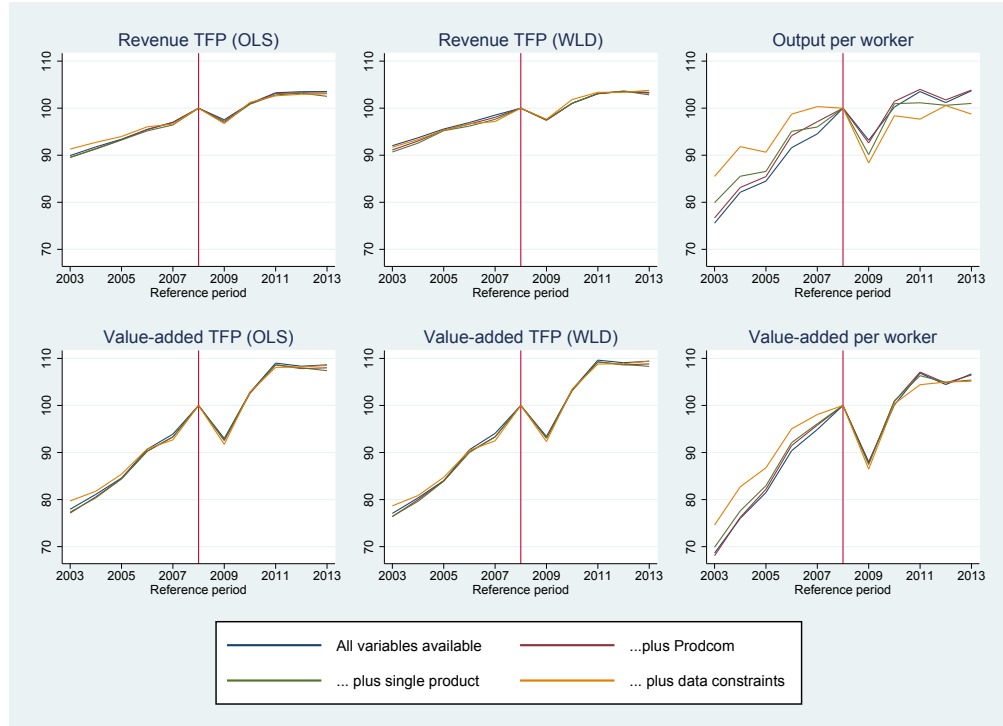 Revenue TFP (OLS)
110
100
90
80
70
2003 2005 2007 2009 2011 2013
Reference period
Revenue TFP (WLD)
110
100
90
80
70
2003 2005 2007 2009 2011 2013
Reference period
Output per worker
110
100
90
80
70
2003 2005 2007 2009 2011 2013
Reference period
Value-added TFP (OLS)
110
100
90
80
70
2003 2005 2007 2009 2011 2013
Reference period
Value-added TFP (WLD)
110
100
90
80
70
2003 2005 2007 2009 2011 2013
Reference period
Value-added per worker
110
100
90
80
70
2003 2005 2007 2009 2011 2013
Reference period
All variables available
...plus Prodcom
... plus single product
... plus data constraints